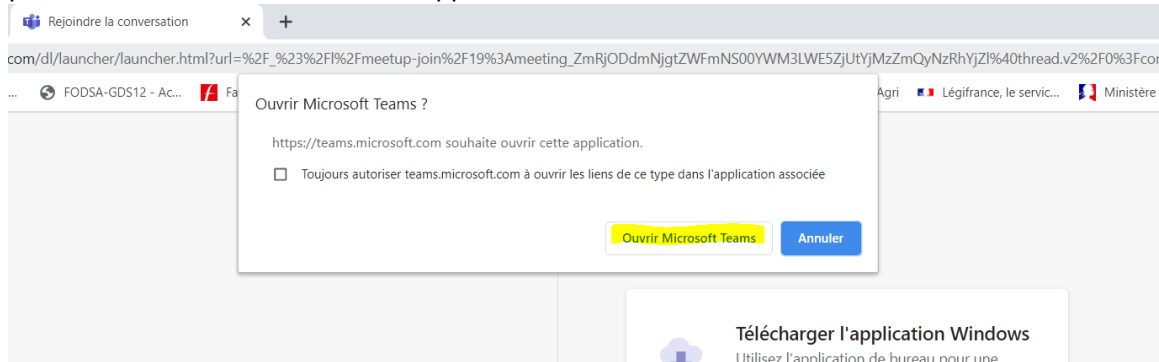 Rejoindre la conversation
com/dl/launcher/launcher.html?url=%2F_%23%2Fl%2Fmeetup-join%2F19%3Ameeting_ZmRjODdmNjgtZWFmNS00YWM3LWE5ZjUtYjMzZmQyNzRhYjZl%40thread.v2%2F0%3Fcor
... FODSA-GDS12 - Ac... Fa Agri Légifrance, le servic... Ministère
Ouvrir Microsoft Teams ?
https://teams.microsoft.com souhaite ouvrir cette application.
Toujours autoriser teams.microsoft.com à ouvrir les liens de ce type dans l'application associée
Ouvrir Microsoft Teams Annuler
Télécharger l'application Windows
Utilisez l'application de bureau pour une